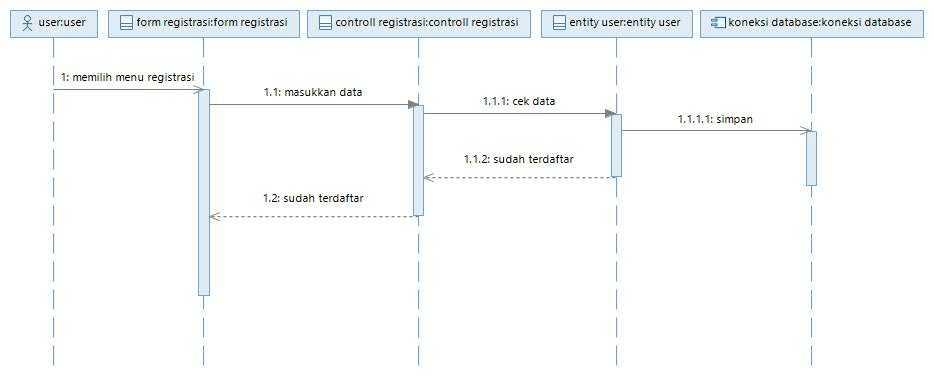 user:user
form registrasi:form registrasi
controll registrasi:controll registrasi
entity user:entity user
koneksi database:koneksi database
1: memilih menu registrasi
1.1: masukkan data
1.1.1: cek data
1.1.1.1: simpan
1.1.2: sudah terdaftar
1.2: sudah terdaftar